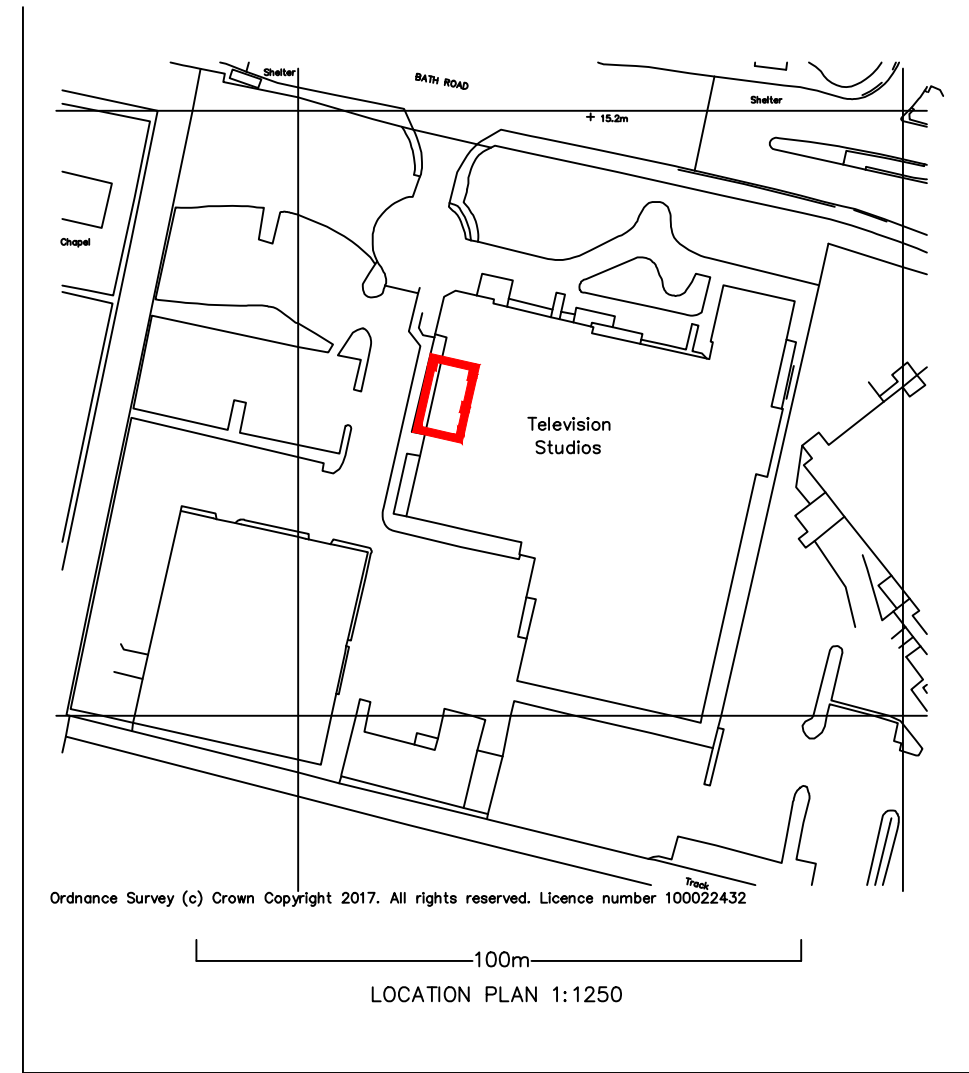 Shelter
BATH ROAD
Shelter
+ 15.2m
Chapel
Television
Studios
Track
Ordnance Survey (c) Crown Copyright 2017. All rights reserved. Licence number 100022432
100m
LOCATION PLAN 1:1250